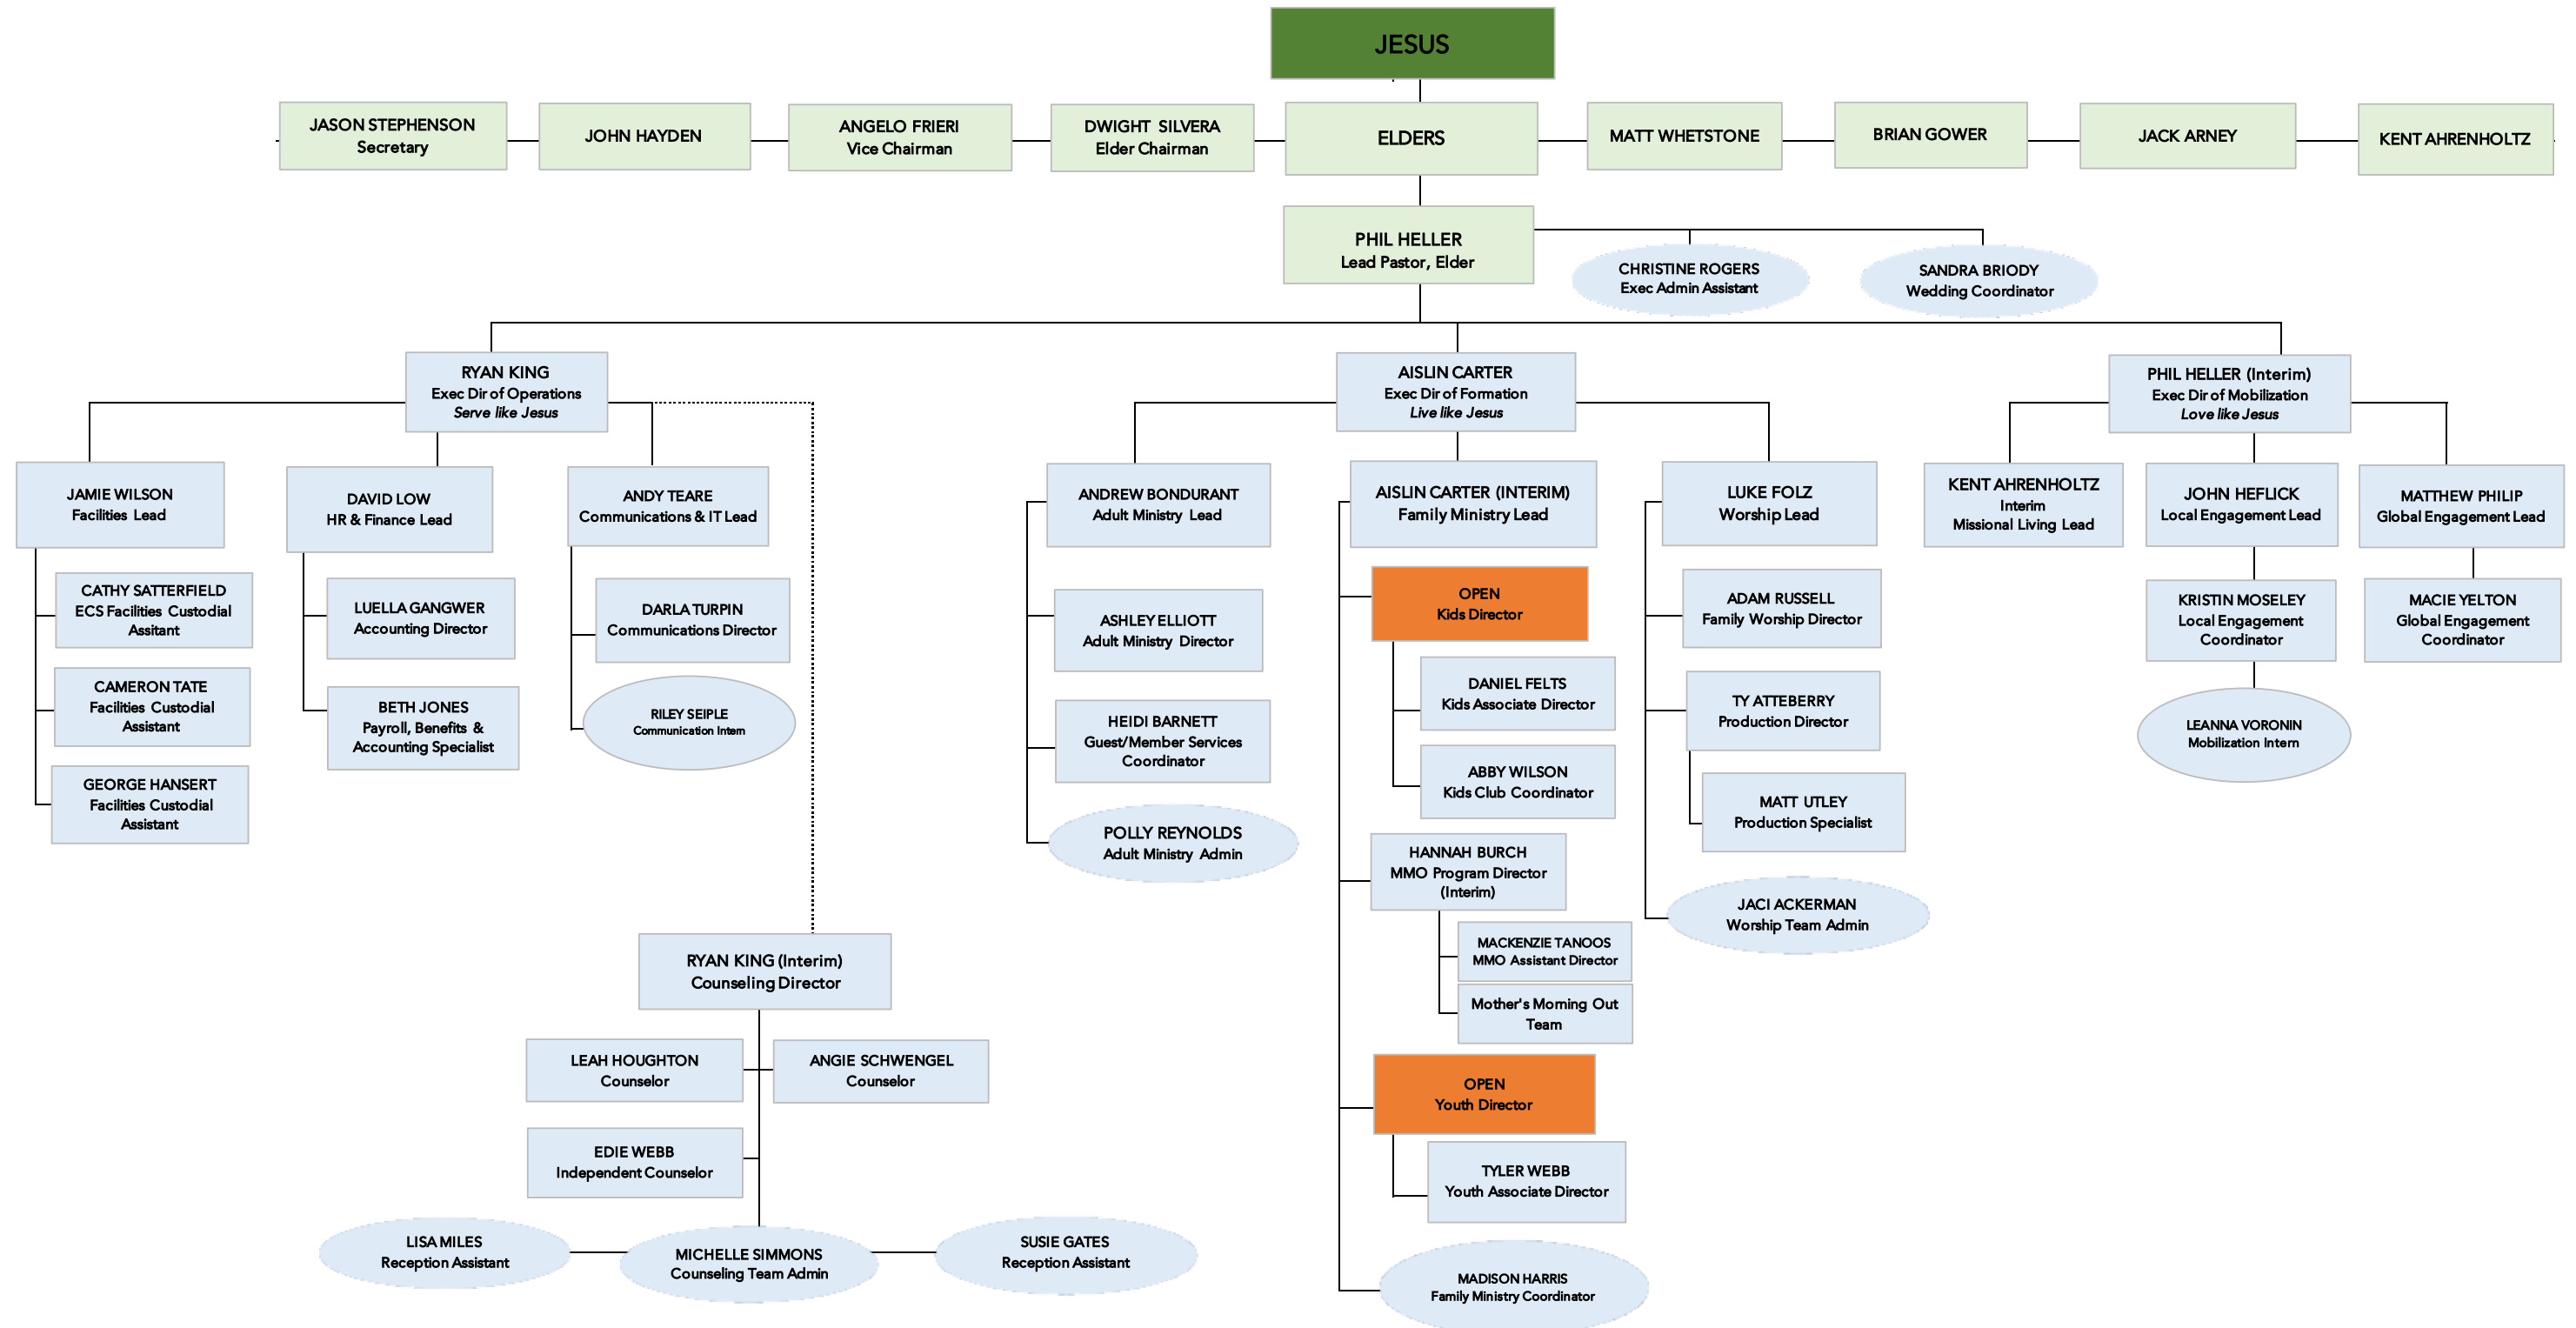 JESUS
JASON STEPHENSON
Secretary
JOHN HAYDEN
ANGELO FRIERI
Vice Chairman
DWIGHT SILVERA
Elder Chairman
ELDERS
MATT WHETSTONE
BRIAN GOWER
JACK ARNEY
KENT AHRENHOLTZ
PHIL HELLER
Lead Pastor, Elder
CHRISTINE ROGERS
Exec Admin Assistant
SANDRA BRIODY
Wedding Coordinator
RYAN KING
Exec Dir of Operations
Serve like Jesus
AISLIN CARTER
Exec Dir of Formation
Live like Jesus
PHIL HELLER (Interim)
Exec Dir of Mobilization
Love like Jesus
JAMIE WILSON
Facilities Lead
DAVID LOW
HR & Finance Lead
ANDY TEARE
Communications & IT Lead
ANDREW BONDURANT
Adult Ministry Lead
AISLIN CARTER (INTERIM)
Family Ministry Lead
LUKE FOLZ
Worship Lead
KENT AHRENHOLTZ
Interim
Missional Living Lead
JOHN HEFLICK
Local Engagement Lead
MATTHEW PHILIP
Global Engagement Lead
CATHY SATTERFIELD
ECS Facilities Custodial
Assitant
CAMERON TATE
Facilities Custodial
Assistant
GEORGE HANSERT
Facilities Custodial
Assistant
LUELLA GANGWER
Accounting Director
BETH JONES
Payroll, Benefits &
Accounting Specialist
DARLA TURPIN
Communications Director
RILEY SEIPLE
Communication Intern
ASHLEY ELLIOTT
Adult Ministry Director
HEIDI BARNETT
Guest/Member Services
Coordinator
POLLY REYNOLDS
Adult Ministry Admin
OPEN
Kids Director
DANIEL FELTS
Kids Associate Director
ABBY WILSON
Kids Club Coordinator
HANNAH BURCH
MMO Program Director
(Interim)
MACKENZIE TANOOS
MMO Assistant Director
Mother's Morning Out
Team
OPEN
Youth Director
TYLER WEBB
Youth Associate Director
MADISON HARRIS
Family Ministry Coordinator
ADAM RUSSELL
Family Worship Director
TY ATTEBERRY
Production Director
MATT UTLEY
Production Specialist
JACI ACKERMAN
Worship Team Admin
KRISTIN MOSELEY
Local Engagement
Coordinator
LEANNA VORONIN
Mobilization Intern
MACIE YELTON
Global Engagement
Coordinator
RYAN KING (Interim)
Counseling Director
LEAH HOUGHTON
Counselor
ANGIE SCHWENGEL
Counselor
EDIE WEBB
Independent Counselor
LISA MILES
Reception Assistant
MICHELLE SIMMONS
Counseling Team Admin
SUSIE GATES
Reception Assistant